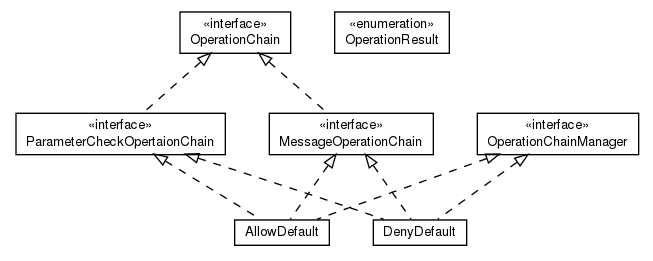 «interface»
OperationChain
«enumeration»
OperationResult
«interface»
ParameterCheckOpertaionChain
«interface»
MessageOperationChain
«interface»
OperationChainManager
AllowDefault
DenyDefault